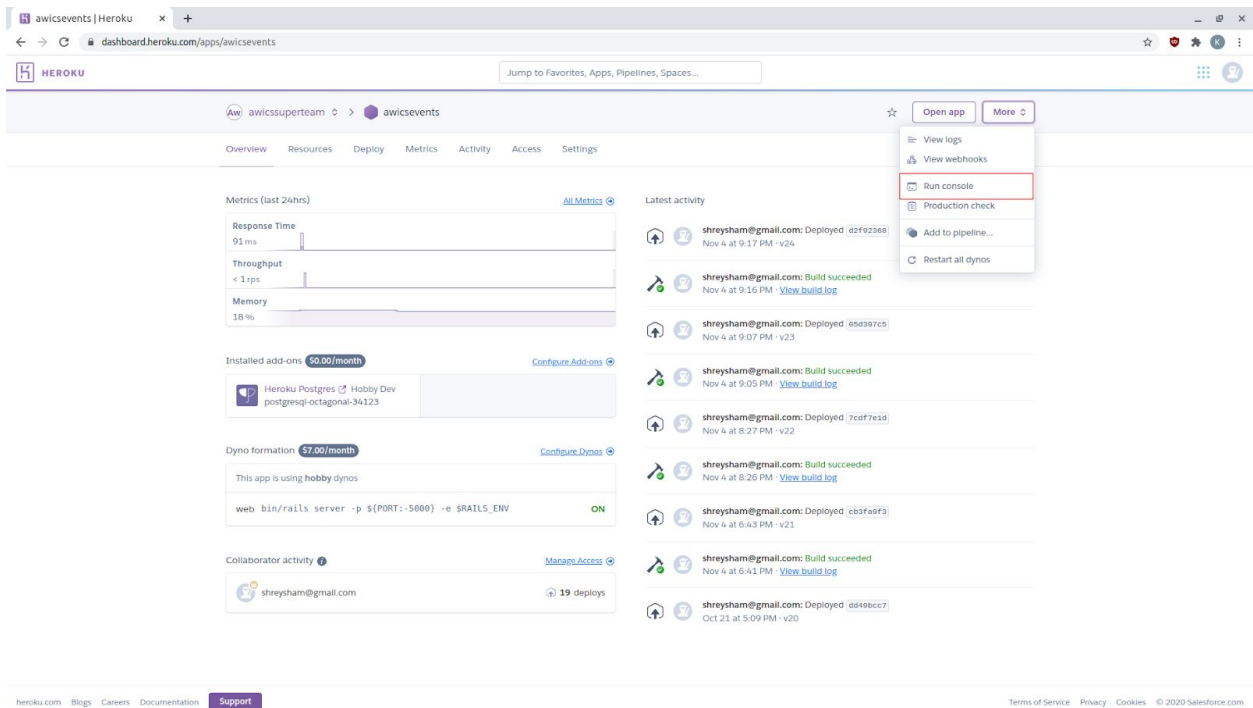 awicsevents | Heroku
dashboard.heroku.com/apps/awicsevents
K
HEROKU
Jump to Favorites, Apps, Pipelines, Spaces...
Aw awicssuperteam > awicsevents
Open app
More
Overview Resources Deploy Metrics Activity Access Settings
View logs
View webhooks
Run console
Production check
Add to pipeline...
Restart all dynos
Metrics (last 24hrs)
All Metrics
Response Time
91 ms
Throughput
< 1 rps
Memory
18 %
Installed add-ons $0.00/month
Configure Add-ons
Heroku Postgres Hobby Dev
postgresql-octagonal-34123
Dyno formation $7.00/month
Configure Dynos
This app is using hobby dynos
web bin/rails server -p ${PORT:-5000} -e $RAILS_ENV ON
Collaborator activity
Manage Access
shreysham@gmail.com
19 deploys
Latest activity
shreysham@gmail.com: Deployed d2f92368
Nov 4 at 9:17 PM · v24
shreysham@gmail.com: Build succeeded
Nov 4 at 9:16 PM · View build log
shreysham@gmail.com: Deployed 05d397c5
Nov 4 at 9:07 PM · v23
shreysham@gmail.com: Build succeeded
Nov 4 at 9:05 PM · View build log
shreysham@gmail.com: Deployed 7cdf7e1d
Nov 4 at 8:27 PM · v22
shreysham@gmail.com: Build succeeded
Nov 4 at 8:26 PM · View build log
shreysham@gmail.com: Deployed cb3fa9f3
Nov 4 at 6:43 PM · v21
shreysham@gmail.com: Build succeeded
Nov 4 at 6:41 PM · View build log
shreysham@gmail.com: Deployed dd49bcc7
Oct 21 at 5:09 PM · v20
heroku.com Blogs Careers Documentation Support
Terms of Service Privacy Cookies © 2020 Salesforce.com